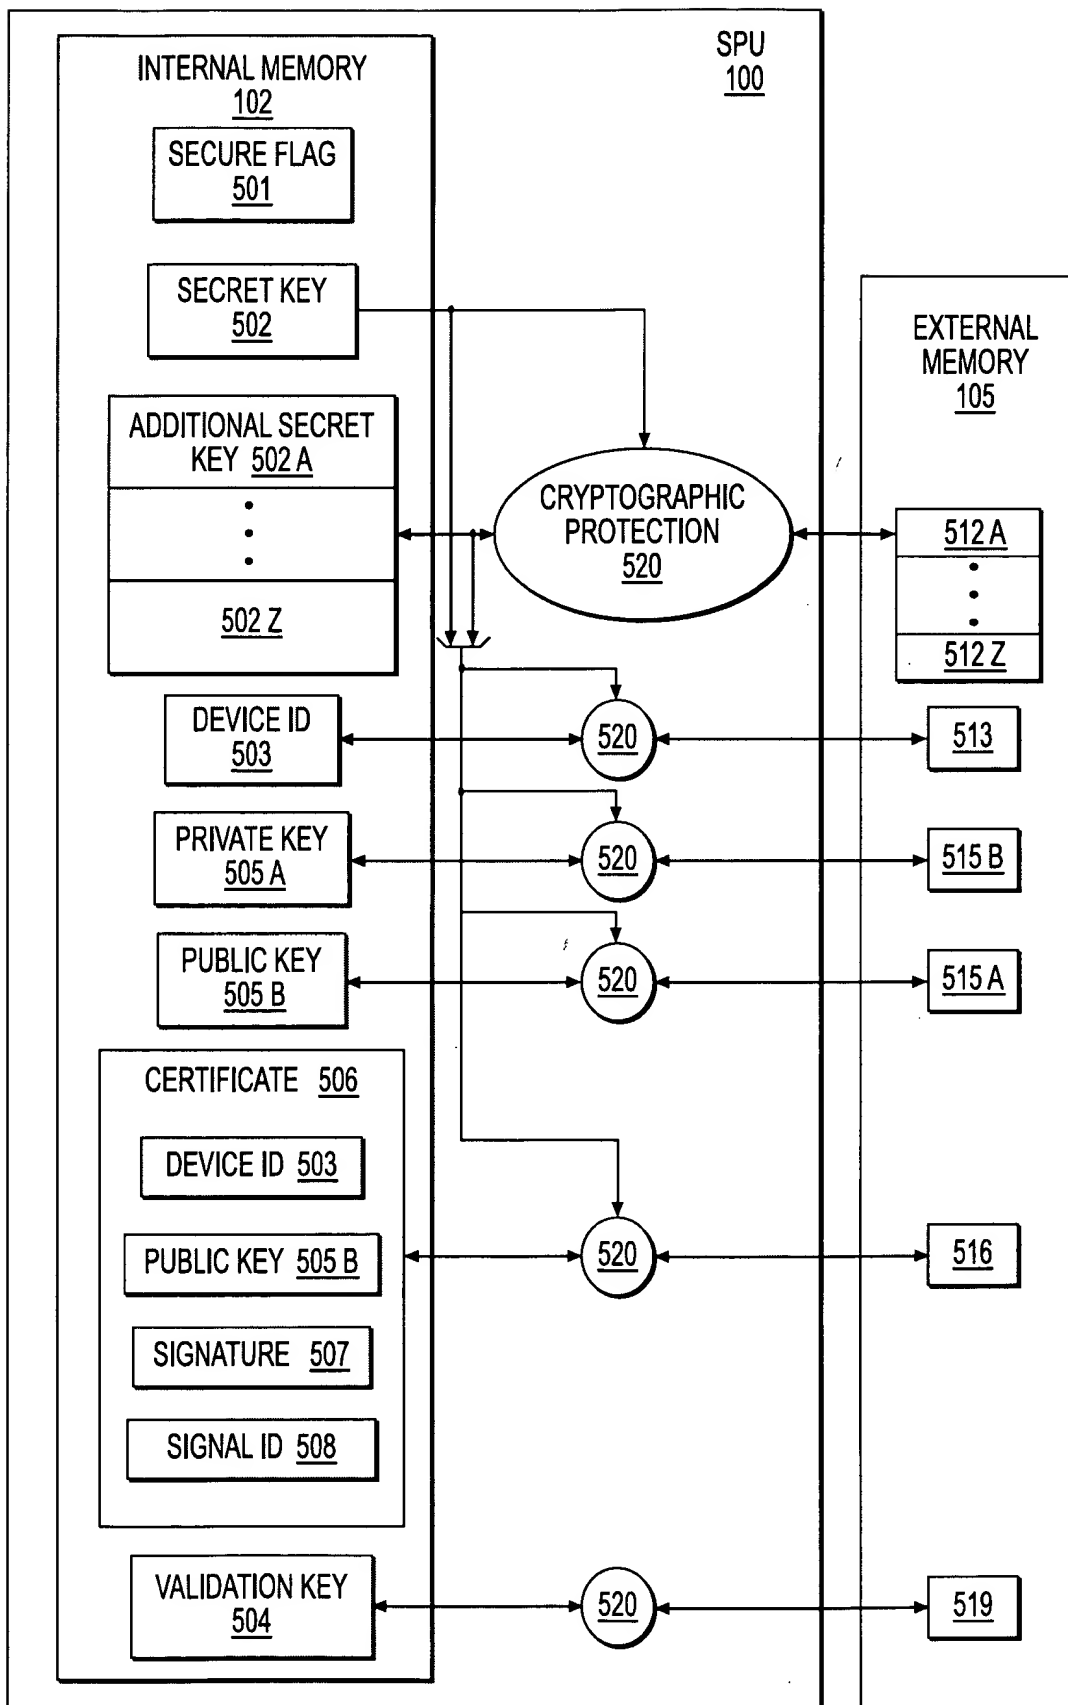 SPU
100
INTERNAL MEMORY
102
SECURE FLAG
501
SECRET KEY
502
EXTERNAL
MEMORY
105
ADDITIONAL SECRET
KEY 502 A
502 Z
CRYPTOGRAPHIC
PROTECTION
520
512 A
512 Z
DEVICE ID
503
520
513
PRIVATE KEY
505 A
520
515 B
PUBLIC KEY
505 B
520
515 A
CERTIFICATE 506
DEVICE ID 503
PUBLIC KEY 505 B
SIGNATURE 507
SIGNAL ID 508
520
516
VALIDATION KEY
504
520
519